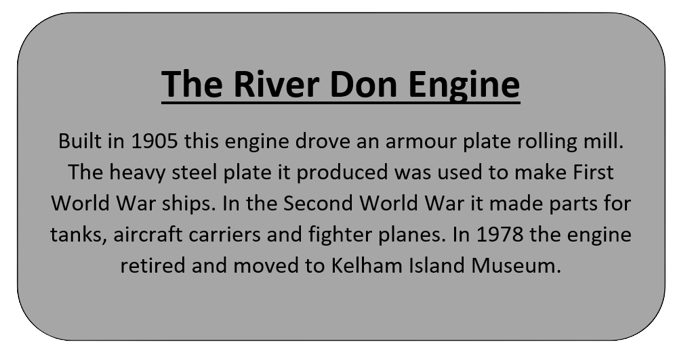 The River Don Engine
Built in 1905 this engine drove an armour plate rolling mill.
The heavy steel plate it produced was used to make First
World War ships. In the Second World War it made parts for
tanks, aircraft carriers and fighter planes. In 1978 the engine
retired and moved to Kelham Island Museum.